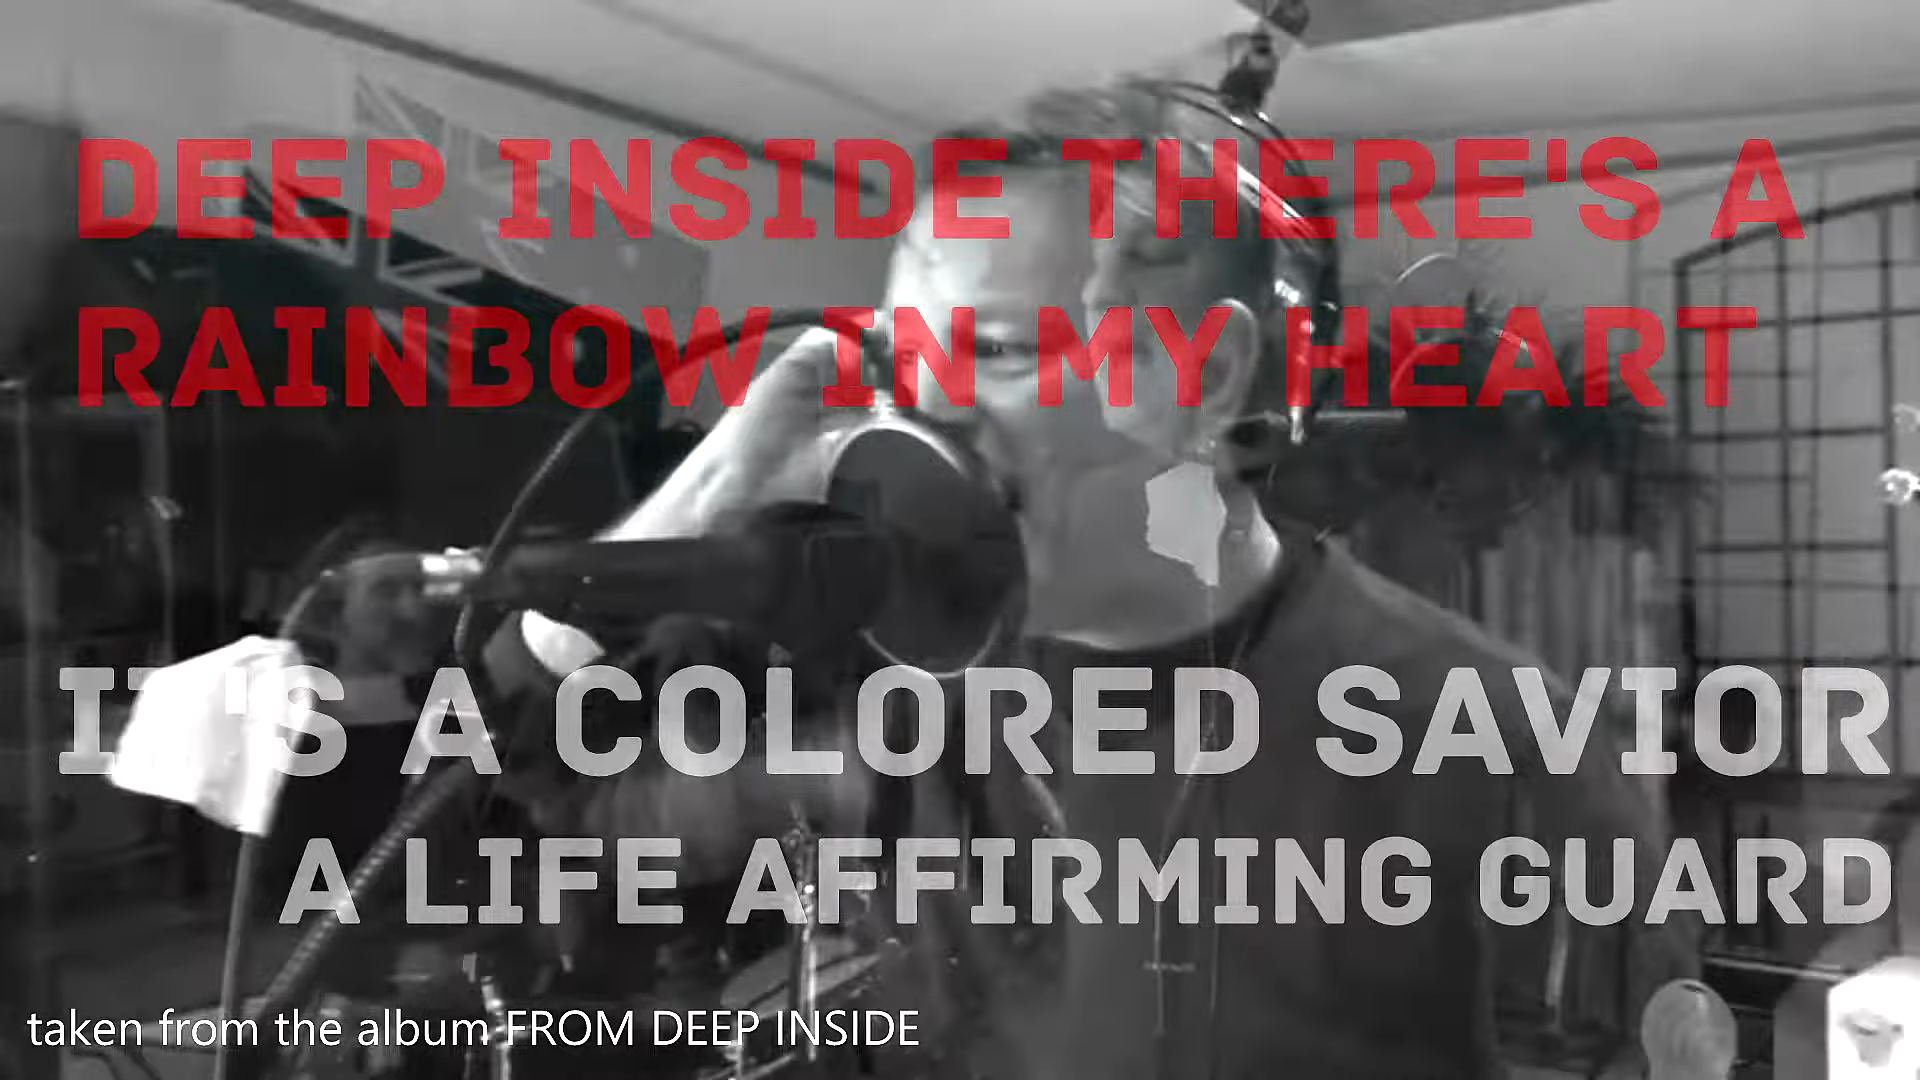 DEEP INSIDE THERE'S A
RAINBOW IN MY HEART
IT'S A COLORED SAVIOR
A LIFE AFFIRMING GUARD
taken from the album FROM DEEP INSIDE